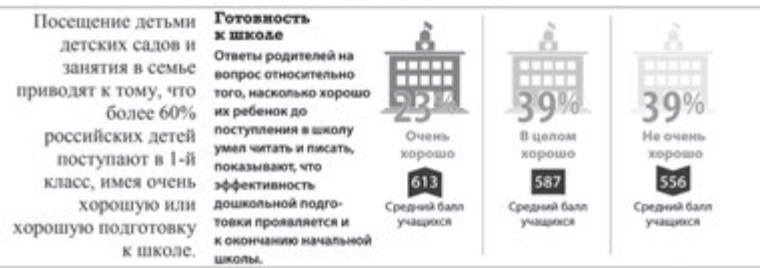 Посещение детьми
детских садов и
занятия в семье
приводят к тому, что
более 60%
российских детей
поступают в 1-й
класс, имея очень
хорошую или
хорошую подготовку
к школе.
Готовность
к школе
Ответы родителей на
вопрос относительно
того, насколько хорошо
их ребенок до
поступления в школу
умел читать и писать,
показывают, что
эффективность
дошкольной подго-
товки проявляется и
к окончанию начальной
школы.
23%
Очень
хорошо
613
Средний балл
учащихся
39%
В целом
хорошо
587
Средний балл
учащихся
39%
Не очень
хорошо
556
Средний балл
учащихся